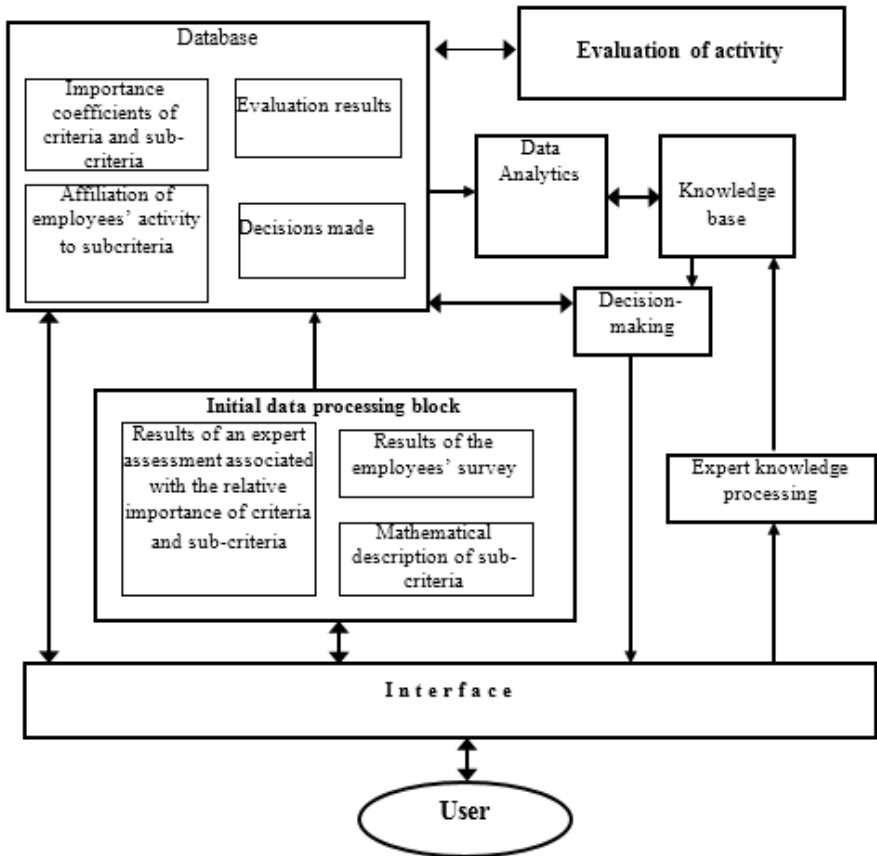 Database
Evaluation of activity
Importance
coefficients of
criteria and sub-
criteria
Evaluation results
Affiliation of
employees’ activity
to subcriteria
Decisions made
Data
Analytics
Knowledge
base
Decision-
making
Initial data processing block
Results of an expert
assessment associated
with the relative
importance of criteria
and sub-criteria
Results of the
employees’ survey
Mathematical
description of sub-
criteria
Expert knowledge
processing
Interface
User